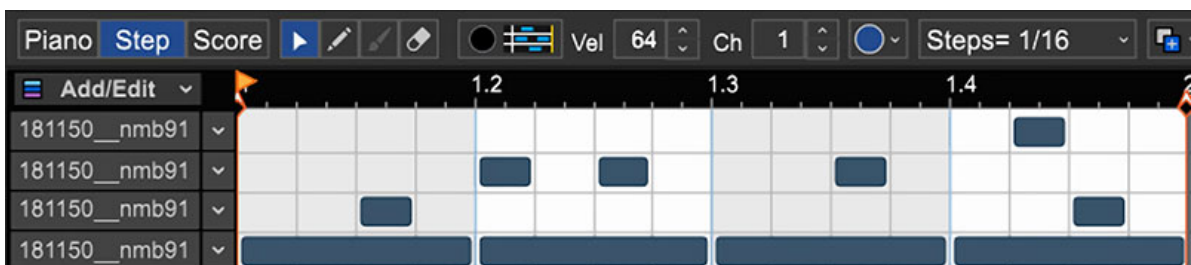 Piano Step Score Vel 64 Ch 1 Steps= 1/16
Add/Edit 1.2 1.3 1.4
181150__nmb91
181150__nmb91
181150__nmb91
181150__nmb91